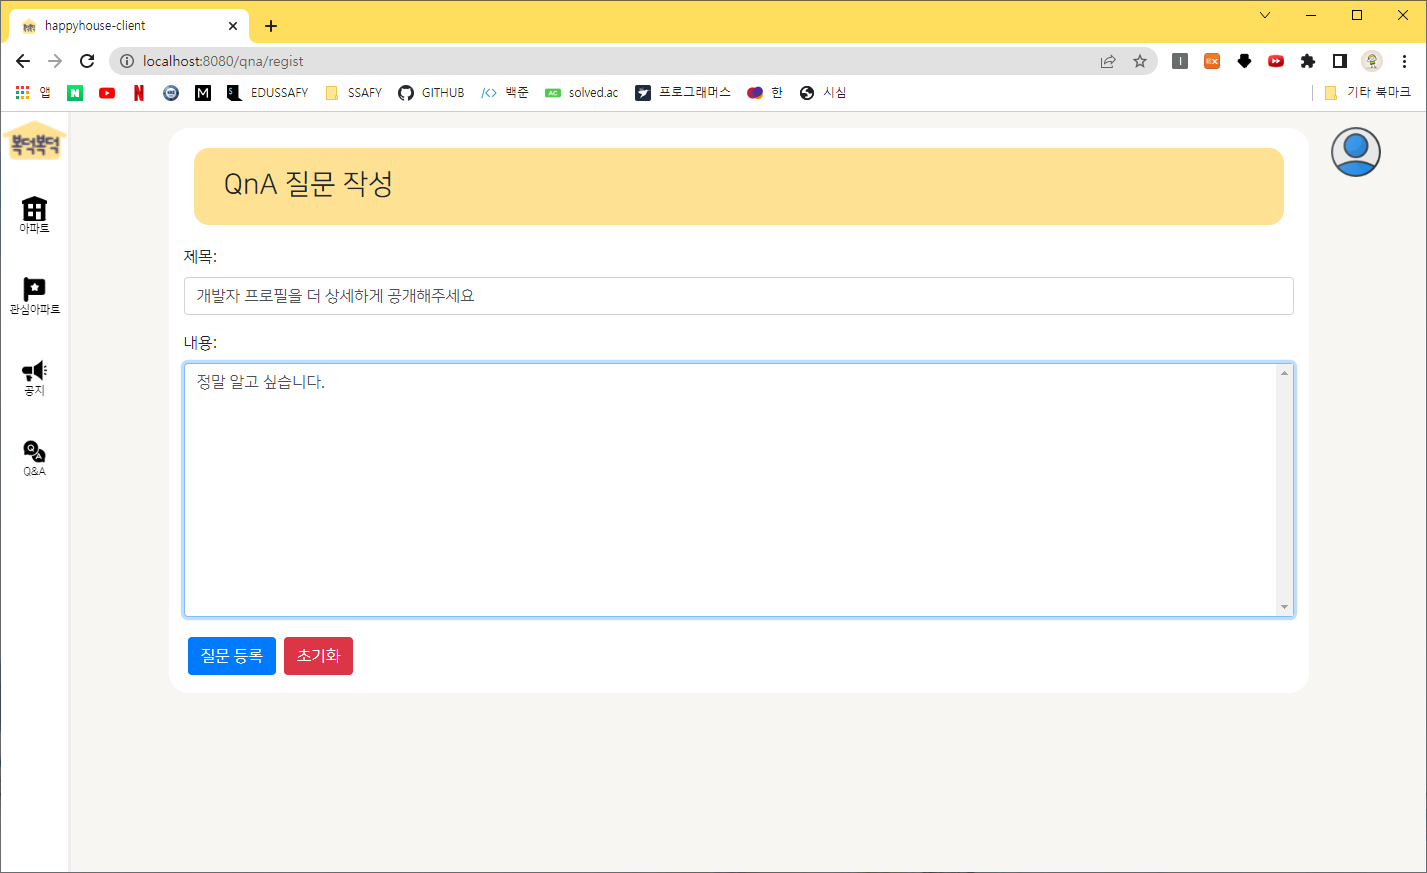 happyhouse-client
localhost:8080/qna/regist
앱
N
N
M
EDUSSAFY
SSAFY
GITHUB
</> 백준
AC solved.ac
프로그래머스
한
시심
기타 북마크
복덕복덕
아파트
관심아파트
공지
Q&A
QnA 질문 작성
제목:
개발자 프로필을 더 상세하게 공개해주세요
내용:
정말 알고 싶습니다.
질문 등록 초기화